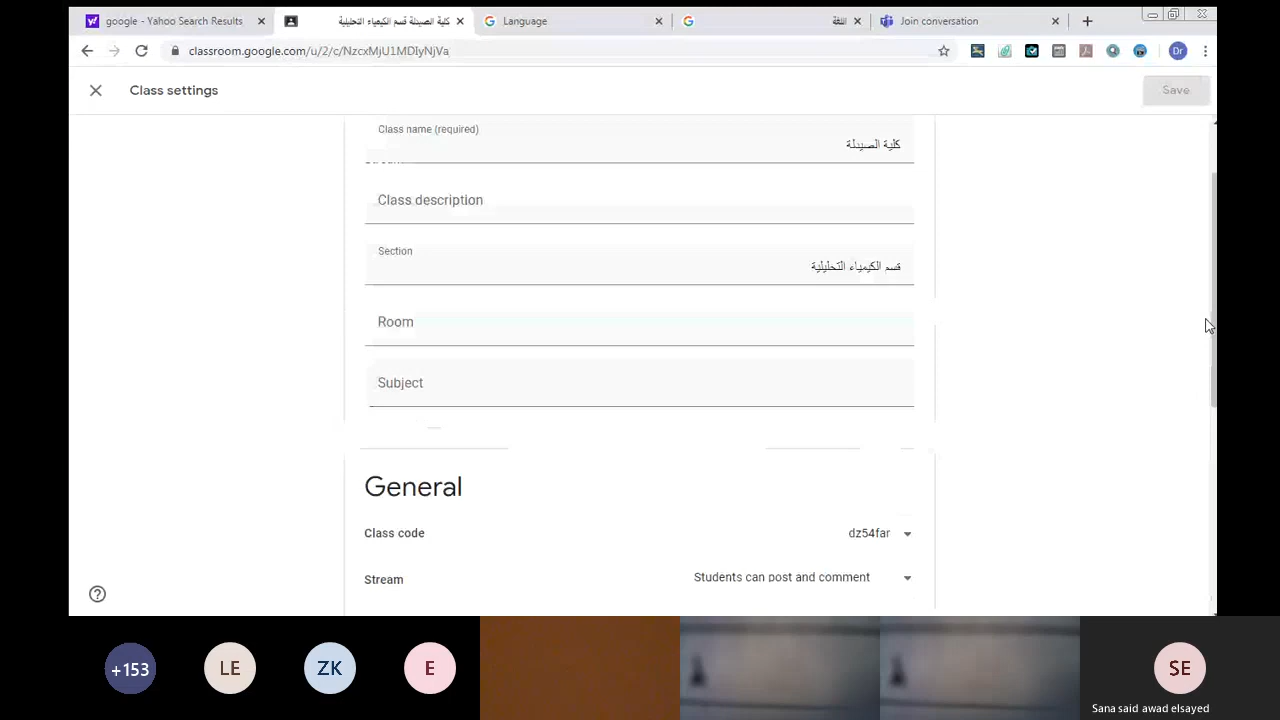 google - Yahoo Search Results
كلية الصيدلة قسم الكيمياء التحليلية
Language
اللغة
Join conversation
classroom.google.com/u/2/c/NzcxMjU1MDIyNjVa
Dr
Class settings
Save
Class name (required)
كلية الصيدلة
Class description
Section
قسم الكيمياء التحليلية
Room
Subject
General
Class code
dz54far
Stream
Students can post and comment
+153
LE
ZK
E
SE
Sana said awad elsayed